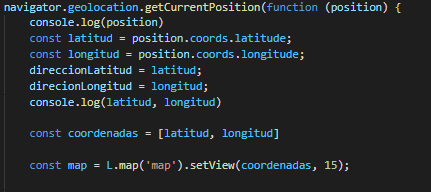 navigator.geolocation.getCurrentPosition(function (position) {
console.log(position)
const latitud = position.coords.latitude;
const longitud = position.coords.longitude;
direccionLatitud = latitud;
direcionLongitud = longitud;
console.log(latitud, longitud)
const coordenadas = [latitud, longitud]
const map = L.map('map').setView(coordenadas, 15);